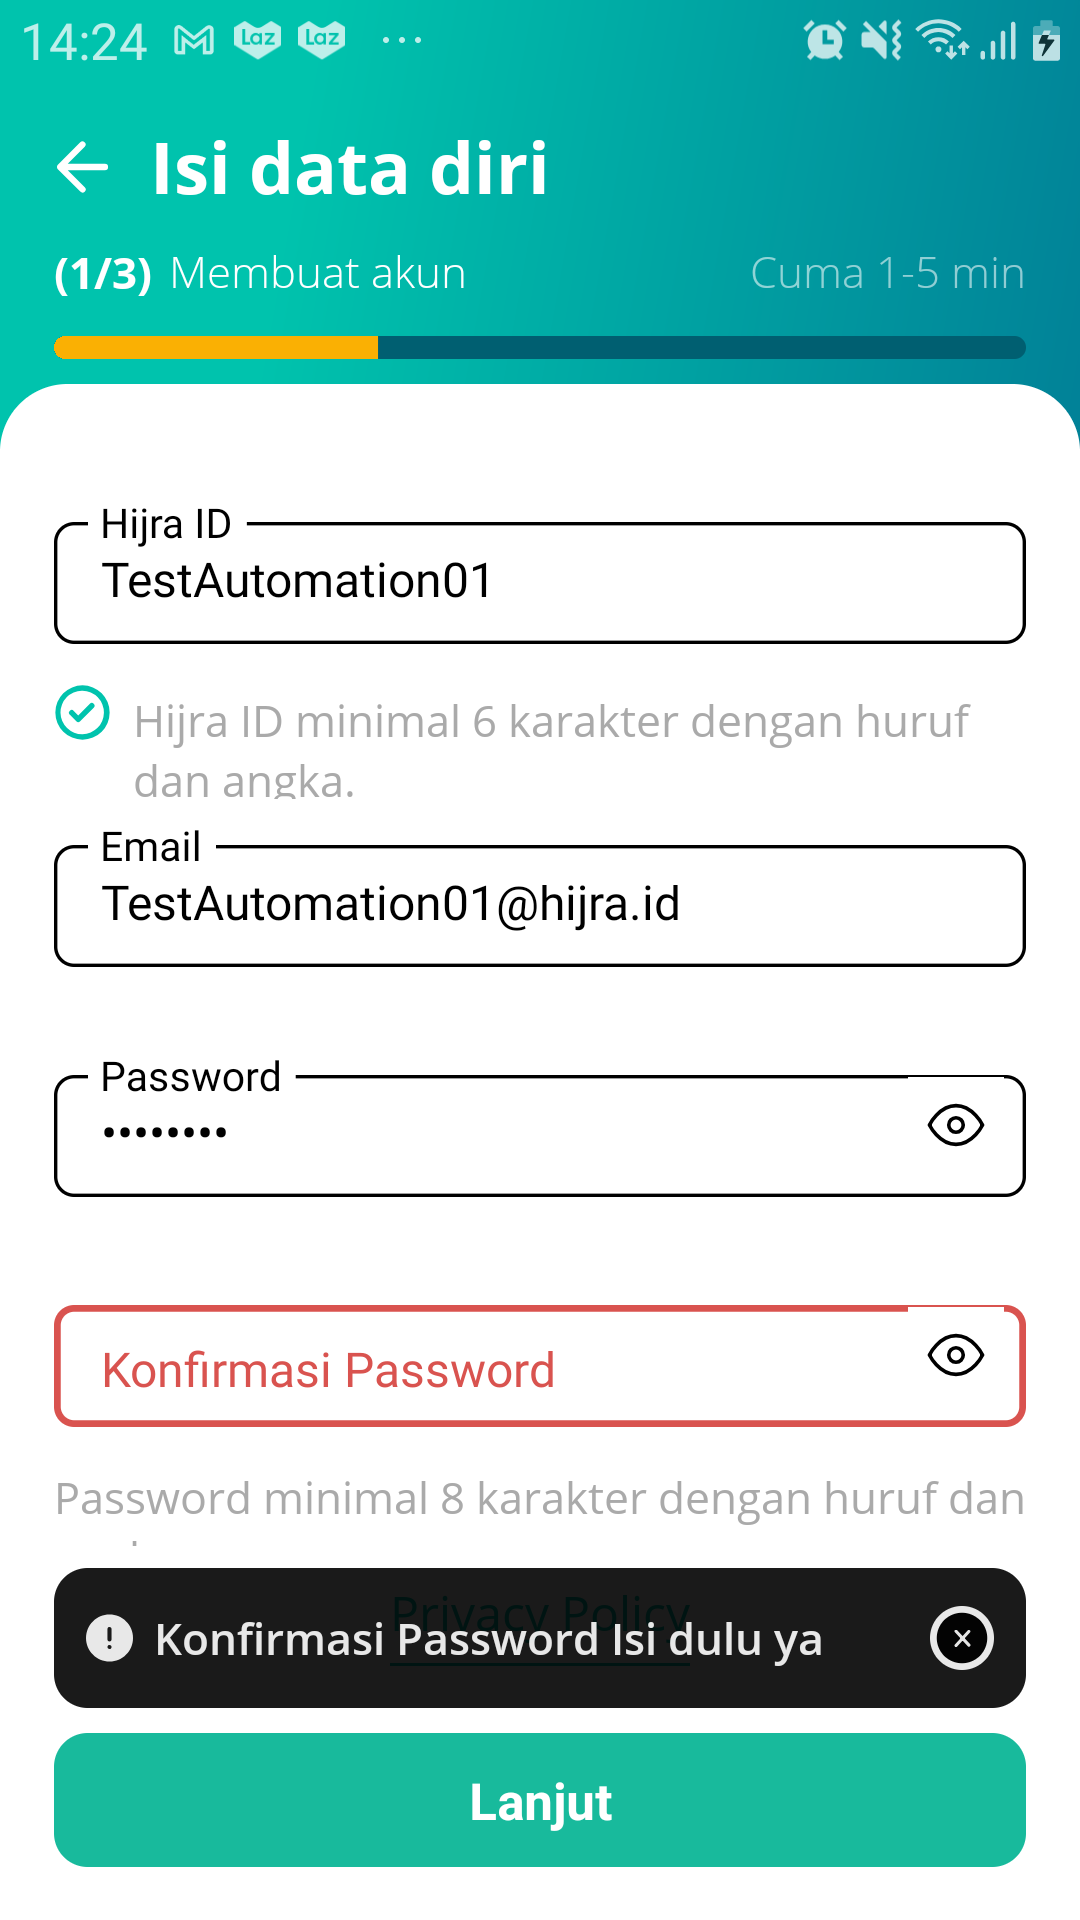 14:24
Laz Laz
Isi data diri
(1/3) Membuat akun Cuma 1-5 min
Hijra ID
TestAutomation01
Hijra ID minimal 6 karakter dengan huruf
dan angka.
Email
TestAutomation01@hijra.id
Password
Konfirmasi Password
Password minimal 8 karakter dengan huruf dan
Privacy Policy
Konfirmasi Password Isi dulu ya
Lanjut